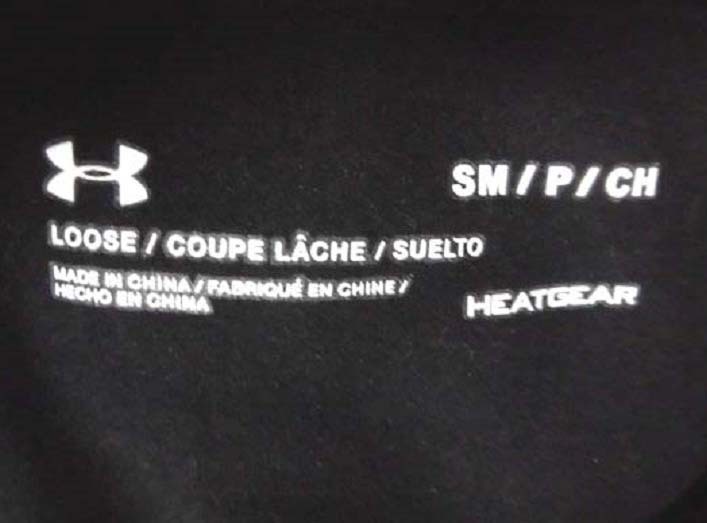 SM/P/CH
LOOSE / COUPE LÂCHE / SUELTO
MADE IN CHINA / FABRIQUÉ EN CHINE /
HECHO EN CHINA
HEATGEAR